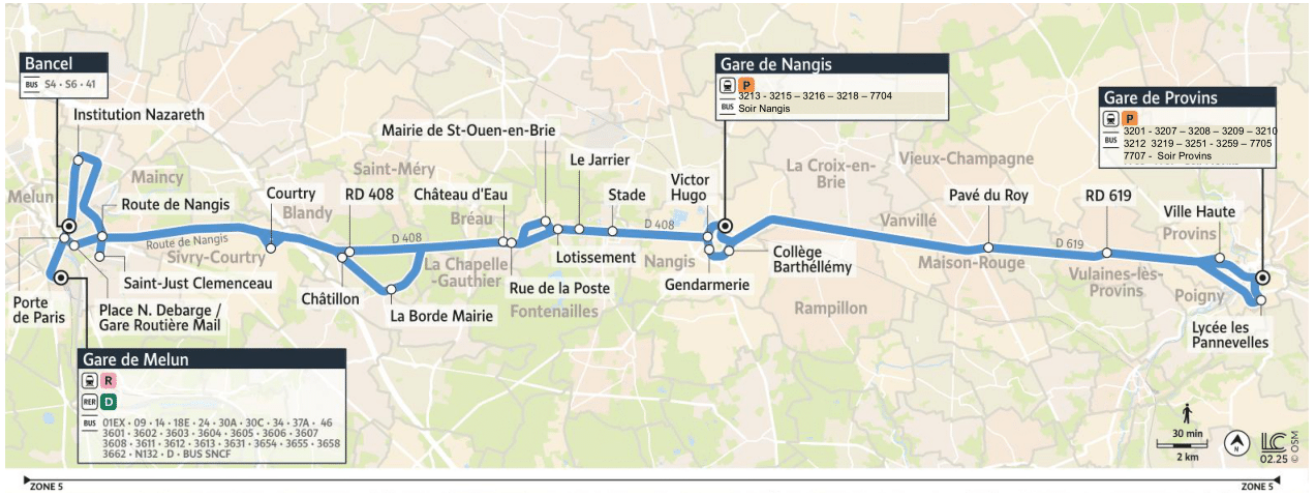 Bancel
BUS S4 • S6 • 41
Institution Nazareth
Melun
Maincy
Route de Nangis
Route de Nangis
Sivry-Courtry
Saint-Just Clemenceau
Porte
de Paris
Place N. Debarge /
Gare Routière Mail
Gare de Melun
R
RER D
BUS 01EX • 09 • 14 • 18E • 24 • 30A • 30C • 34 • 37A • 46
3601 • 3602 • 3603 • 3604 • 3605 • 3606 • 3607
3608 • 3611 • 3612 • 3613 • 3631 • 3654 • 3655 • 3658
3662 • N132 • D • BUS SNCF
Courtry
Blandy
Saint-Méry
RD 408
Châtillon
D 408
La Borde Mairie
Mairie de St-Ouen-en-Brie
Château d'Eau
Bréau
La Chapelle
-Gauthier
Rue de la Poste
Fontenailles
Le Jarrier
Lotissement
Stade
D 408
Nangis
Victor
Hugo
Gendarmerie
Gare de Nangis
P
3213 - 3215 – 3216 – 3218 – 7704
BUS Soir Nangis
Collège
Barthéllémy
La Croix-en-
Brie
Rampillon
Vieux-Champagne
Vanvillé
Pavé du Roy
Maison-Rouge
RD 619
D 619
Vulaines-lès-
Provins
Gare de Provins
P
3201 - 3207 – 3208 – 3209 – 3210
BUS 3212 3219 – 3251 - 3259 – 7705
7707 - Soir Provins
Ville Haute
Provins
Poigny
Lycée les
Pannevelles
30 min
2 km
N
LC
02.25 © OSM
ZONE 5
ZONE 5